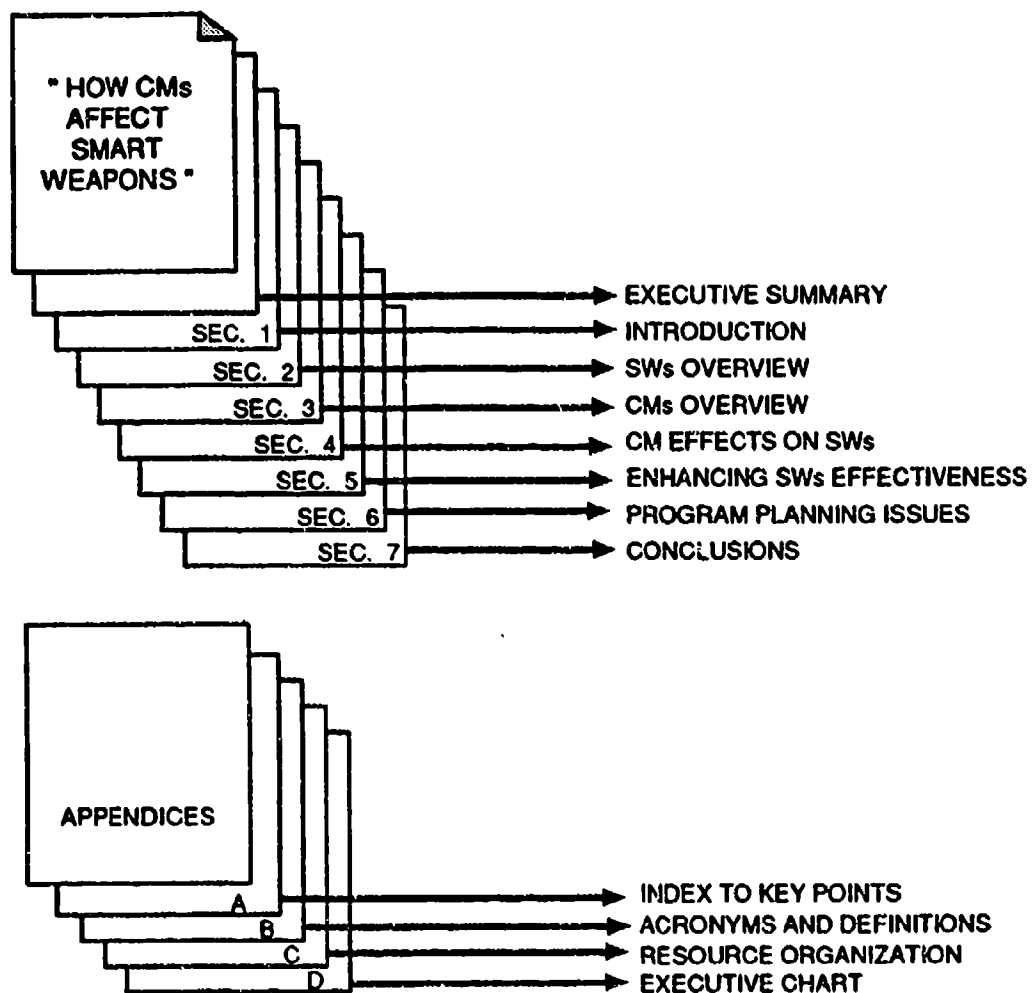 " HOW CMs
AFFECT
SMART
WEAPONS "
EXECUTIVE SUMMARY
SEC. 1 INTRODUCTION
SEC. 2 SWs OVERVIEW
SEC. 3 CMs OVERVIEW
SEC. 4 CM EFFECTS ON SWs
SEC. 5 ENHANCING SWs EFFECTIVENESS
SEC. 6 PROGRAM PLANNING ISSUES
SEC. 7 CONCLUSIONS
APPENDICES
A INDEX TO KEY POINTS
B ACRONYMS AND DEFINITIONS
C RESOURCE ORGANIZATION
D EXECUTIVE CHART